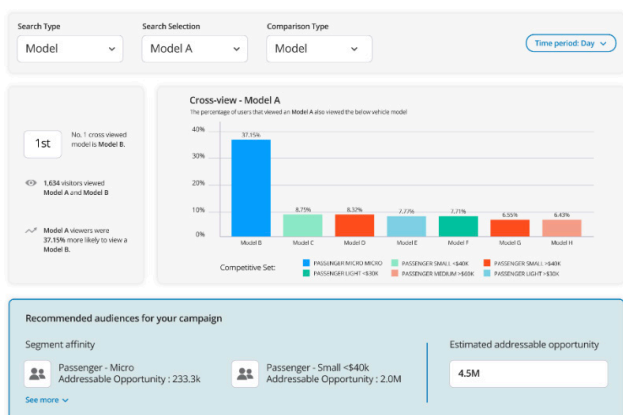 Search Type
Search Selection
Comparison Type
Model
Model A
Model
Time period: Day
1st
No. 1 cross viewed
model is Model B.
1,634 visitors viewed
Model A and Model B
Model A viewers were
37.15% more likely to view a
Model B.
Cross-view - Model A
The percentage of users that viewed an Model A also viewed the below vehicle model
40%
30%
20%
10%
0%
37.15%
8.79%
8.32%
7.77%
7.71%
6.55%
6.43%
Model B
Model C
Model D
Model E
Model F
Model G
Model H
Competitive Set:
PASSENGER MICRO MICRO
PASSENGER SMALL <$40K
PASSENGER SMALL >$40K
PASSENGER LIGHT <$30K
PASSENGER MEDIUM >$60K
PASSENGER LIGHT >$30K
Recommended audiences for your campaign
Segment affinity
Passenger - Micro
Addressable Opportunity : 233.3k
Passenger - Small <$40k
Addressable Opportunity : 2.0M
See more
Estimated addressable opportunity
4.5M